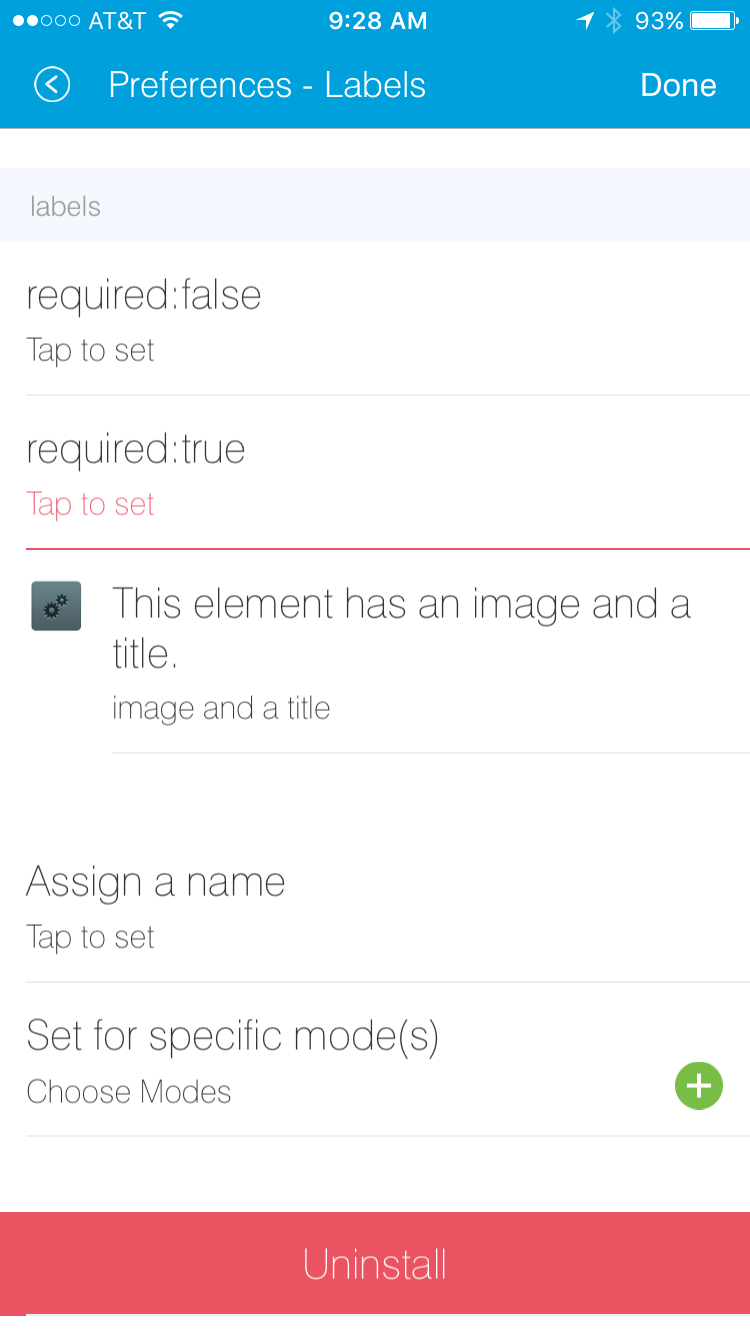 AT&T 9:28 AM 93%
Preferences - Labels Done
labels
required:false
Tap to set
required:true
Tap to set
This element has an image and a
title.
image and a title
Assign a name
Tap to set
Set for specific mode(s)
Choose Modes
Uninstall